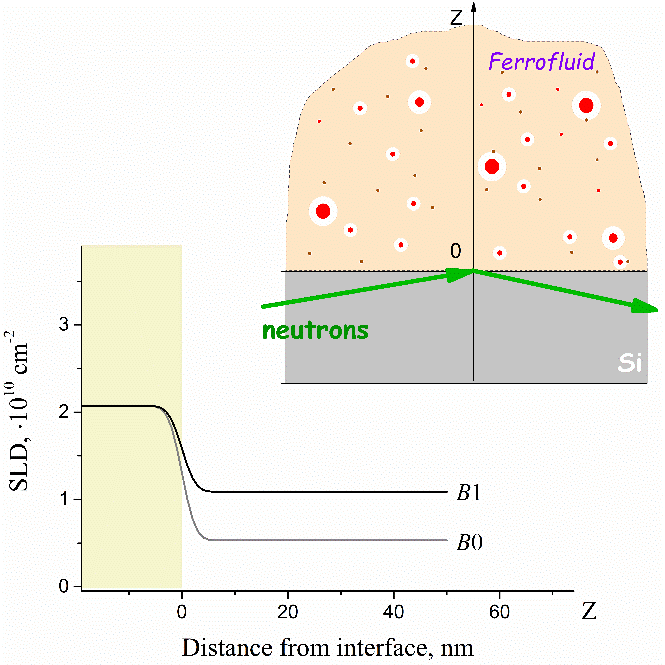 Z
Ferrofluid
0
neutrons
Si
SLD, ·10¹⁰ cm⁻²
3
2
1
0
B1
B0
0
20
40
60
Z
Distance from interface, nm